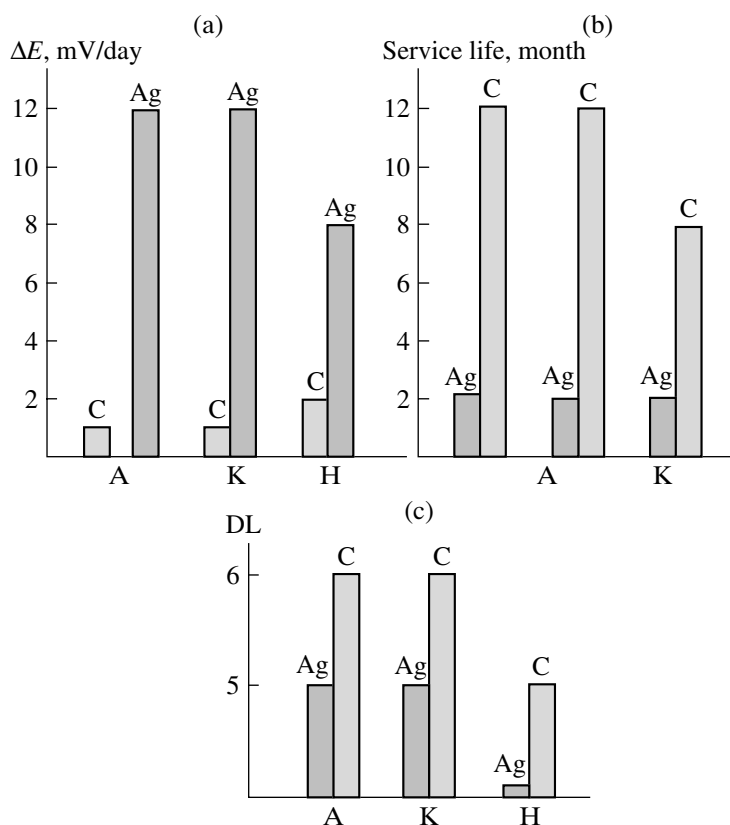 (a)
ΔE, mV/day
12
10
8
6
4
2
C
Ag
C
Ag
C
Ag
A K H
(b)
Service life, month
12
10
8
6
4
2
Ag
C
Ag
C
Ag
C
A K
(c)
DL
6
5
Ag
C
Ag
C
Ag
C
A K H